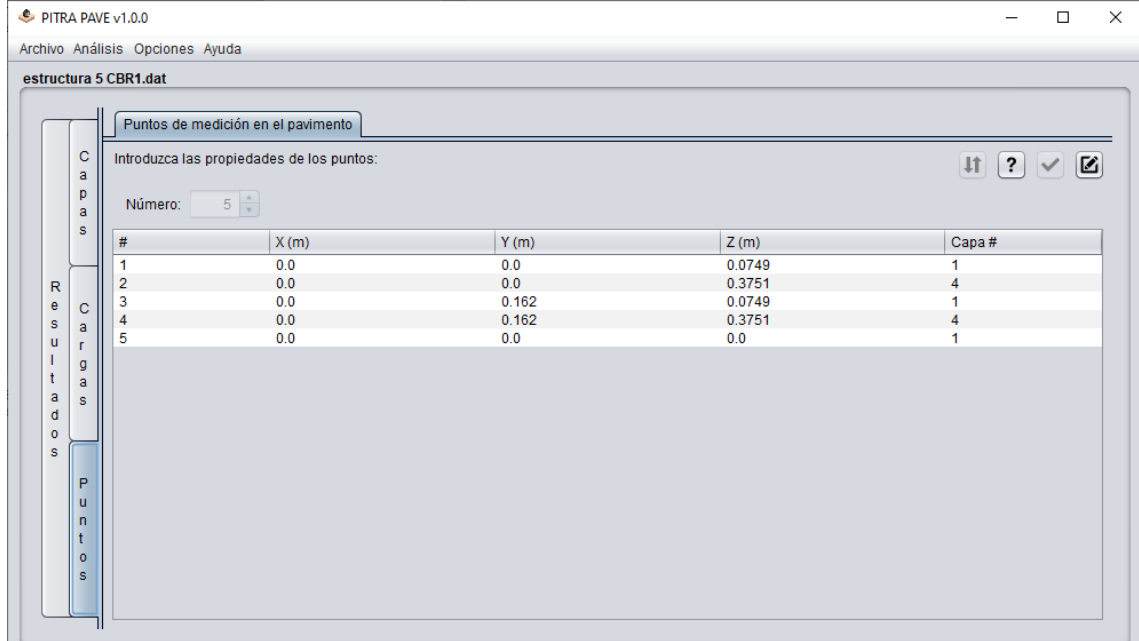 PITRA PAVE v1.0.0
Archivo Análisis Opciones Ayuda
estructura 5 CBR1.dat
Resultados
Capas
Cargas
Puntos
Puntos de medición en el pavimento
Introduzca las propiedades de los puntos:
?
Número: 5
# X (m) Y (m) Z (m) Capa #
1 0.0 0.0 0.0749 1
2 0.0 0.0 0.3751 4
3 0.0 0.162 0.0749 1
4 0.0 0.162 0.3751 4
5 0.0 0.0 0.0 1